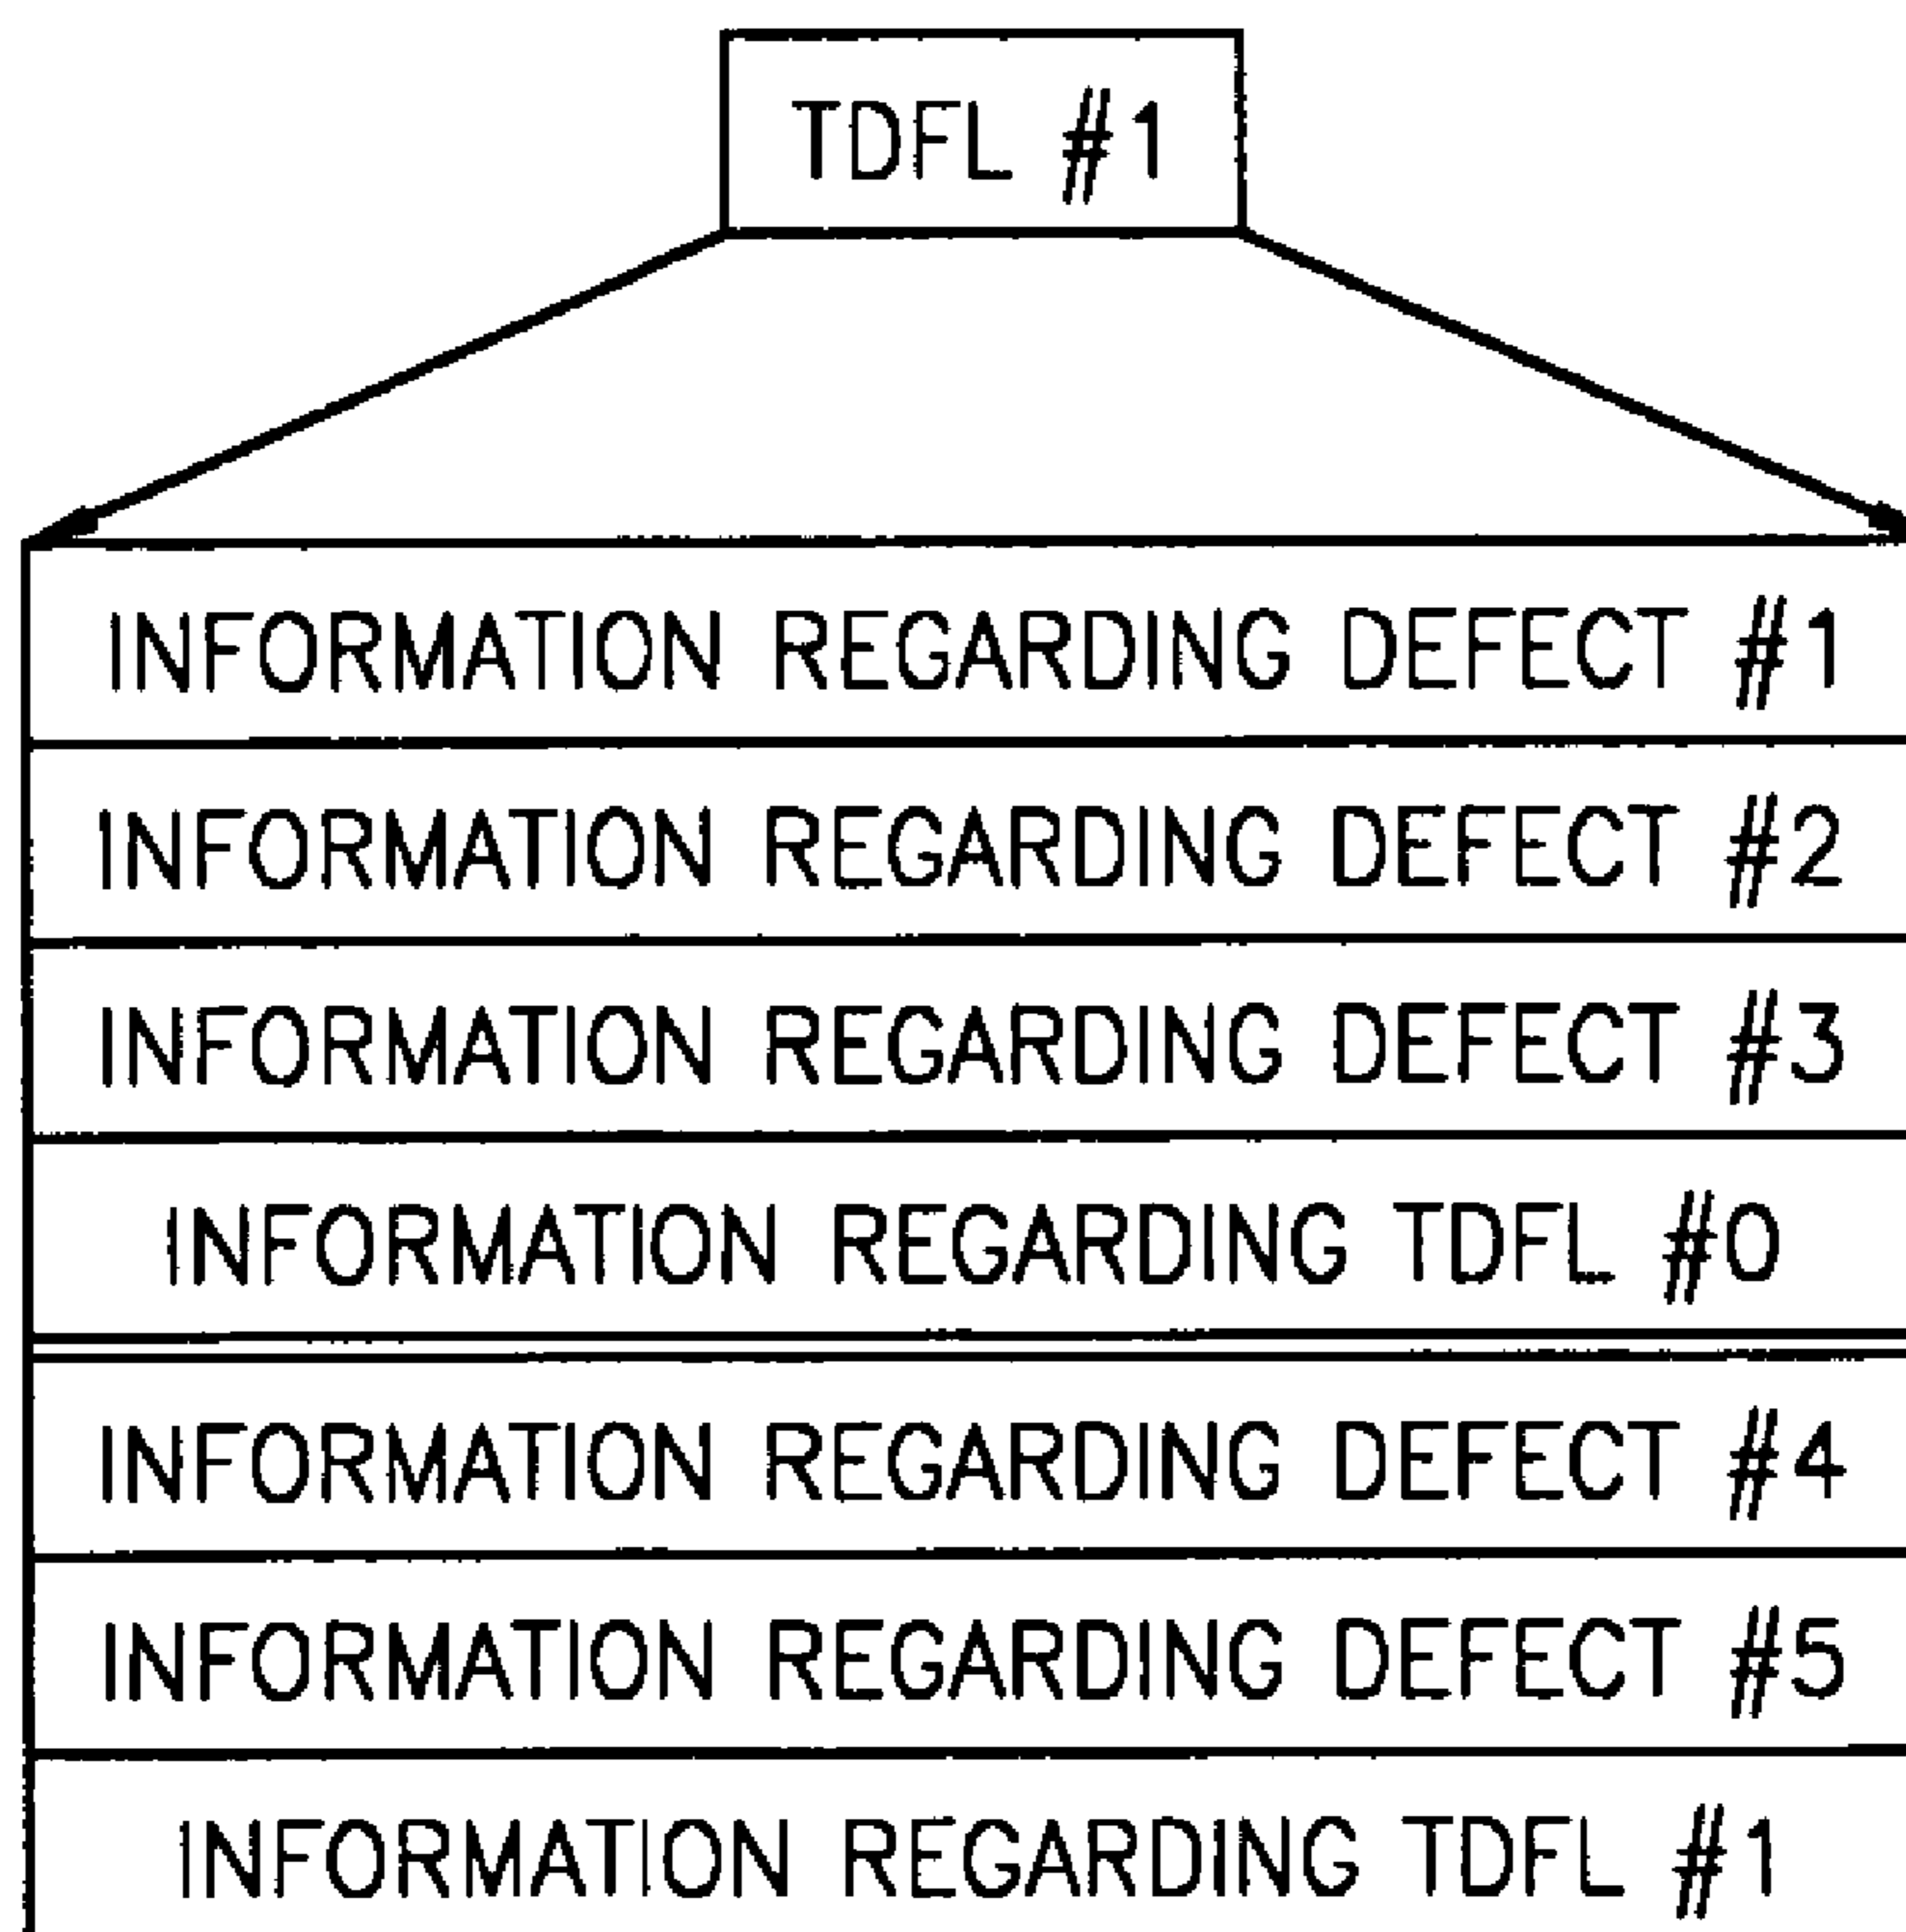 TDFL #1
INFORMATION REGARDING DEFECT #1
INFORMATION REGARDING DEFECT #2
INFORMATION REGARDING DEFECT #3
INFORMATION REGARDING TDFL #0
INFORMATION REGARDING DEFECT #4
INFORMATION REGARDING DEFECT #5
INFORMATION REGARDING TDFL #1